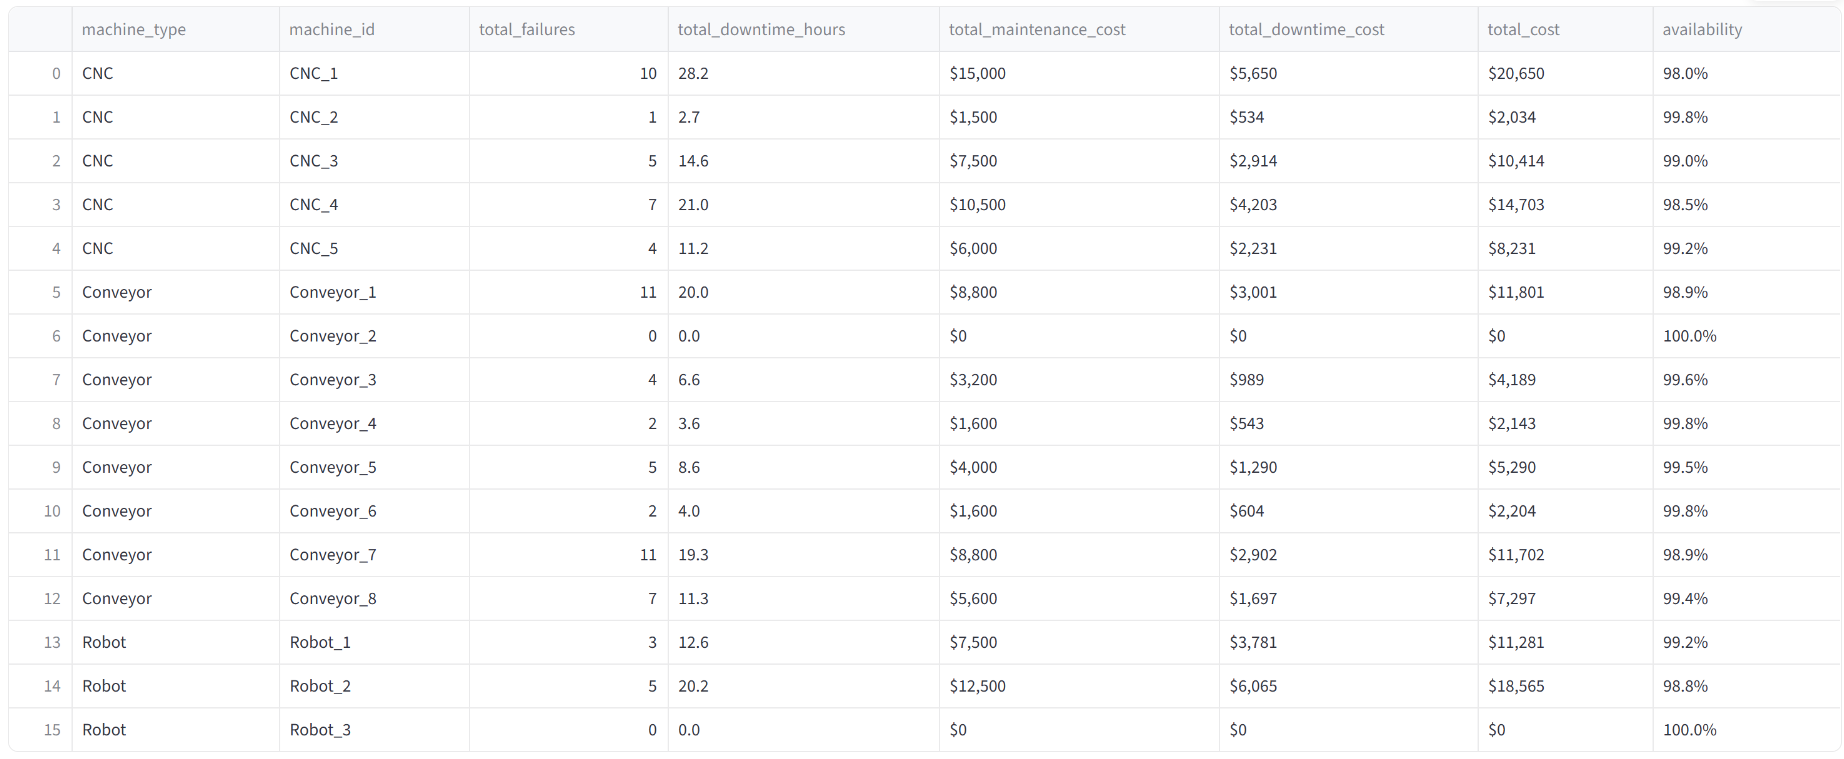 machine_type machine_id total_failures total_downtime_hours total_maintenance_cost total_downtime_cost total_cost availability
0 CNC CNC_1 10 28.2 $15,000 $5,650 $20,650 98.0%
1 CNC CNC_2 1 2.7 $1,500 $534 $2,034 99.8%
2 CNC CNC_3 5 14.6 $7,500 $2,914 $10,414 99.0%
3 CNC CNC_4 7 21.0 $10,500 $4,203 $14,703 98.5%
4 CNC CNC_5 4 11.2 $6,000 $2,231 $8,231 99.2%
5 Conveyor Conveyor_1 11 20.0 $8,800 $3,001 $11,801 98.9%
6 Conveyor Conveyor_2 0 0.0 $0 $0 $0 100.0%
7 Conveyor Conveyor_3 4 6.6 $3,200 $989 $4,189 99.6%
8 Conveyor Conveyor_4 2 3.6 $1,600 $543 $2,143 99.8%
9 Conveyor Conveyor_5 5 8.6 $4,000 $1,290 $5,290 99.5%
10 Conveyor Conveyor_6 2 4.0 $1,600 $604 $2,204 99.8%
11 Conveyor Conveyor_7 11 19.3 $8,800 $2,902 $11,702 98.9%
12 Conveyor Conveyor_8 7 11.3 $5,600 $1,697 $7,297 99.4%
13 Robot Robot_1 3 12.6 $7,500 $3,781 $11,281 99.2%
14 Robot Robot_2 5 20.2 $12,500 $6,065 $18,565 98.8%
15 Robot Robot_3 0 0.0 $0 $0 $0 100.0%